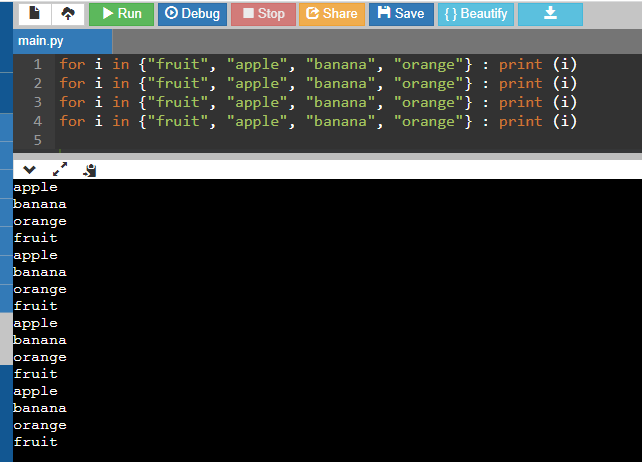 Run Debug Stop Share Save { } Beautify
main.py
1 for i in {"fruit", "apple", "banana", "orange"} : print (i)
2 for i in {"fruit", "apple", "banana", "orange"} : print (i)
3 for i in {"fruit", "apple", "banana", "orange"} : print (i)
4 for i in {"fruit", "apple", "banana", "orange"} : print (i)
5
apple
banana
orange
fruit
apple
banana
orange
fruit
apple
banana
orange
fruit
apple
banana
orange
fruit